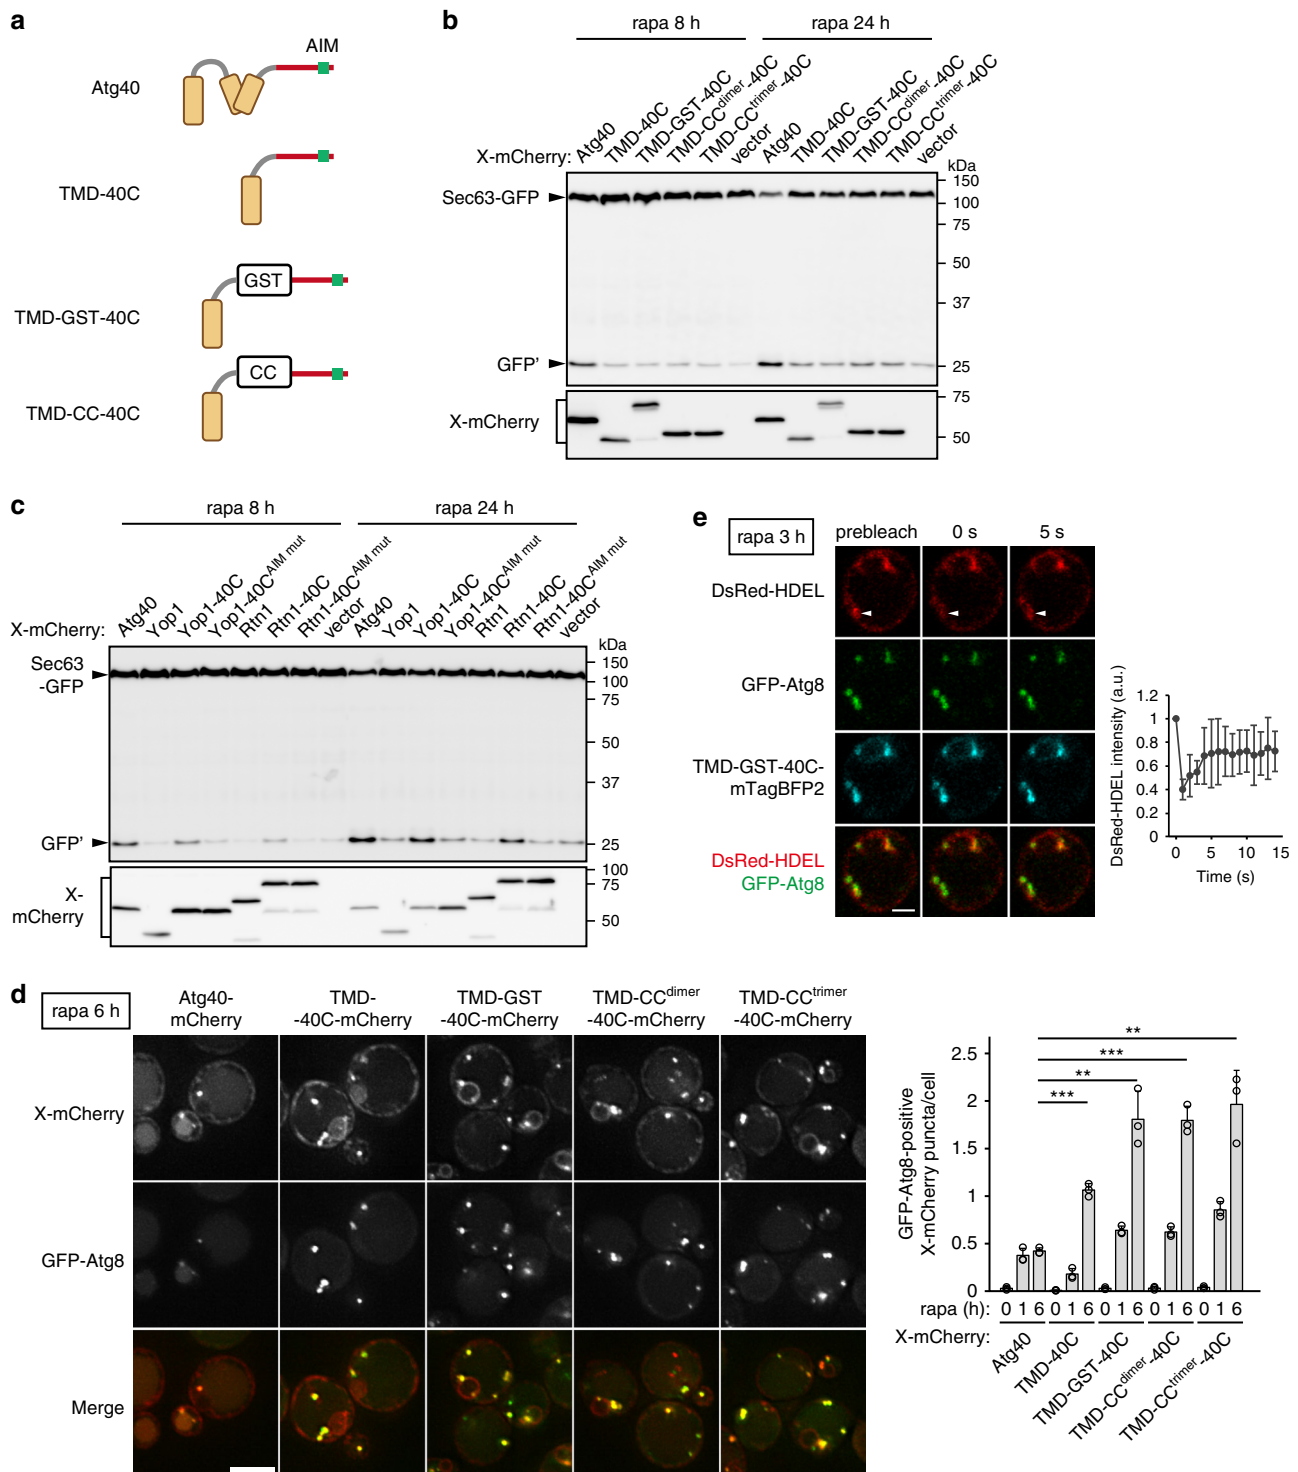 a
AIM
Atg40
TMD-40C
GST
TMD-GST-40C
CC
TMD-CC-40C
b
rapa 8 h
rapa 24 h
X-mCherry:
Atg40
TMD-40C
TMD-GST-40C
TMD-CCdimer-40C
TMD-CCtrimer-40C
vector
Atg40
TMD-40C
TMD-GST-40C
TMD-CCdimer-40C
TMD-CCtrimer-40C
vector
kDa
Sec63-GFP
150
100
75
50
37
GFP'
25
X-mCherry
75
50
c
rapa 8 h
rapa 24 h
X-mCherry:
Atg40
Yop1
Yop1-40C
Yop1-40CAIM mut
Rtn1
Rtn1-40C
Rtn1-40CAIM mut
vector
Atg40
Yop1
Yop1-40C
Yop1-40CAIM mut
Rtn1
Rtn1-40C
Rtn1-40CAIM mut
vector
kDa
Sec63
-GFP
150
100
75
50
37
GFP'
25
X-
mCherry
100
75
50
e
rapa 3 h
prebleach
0 s
5 s
DsRed-HDEL
GFP-Atg8
TMD-GST-40C-
mTagBFP2
DsRed-HDEL
GFP-Atg8
DsRed-HDEL intensity (a.u.)
1.2
1
0.8
0.6
0.4
0.2
0
0 5 10 15
Time (s)
d
rapa 6 h
Atg40-
mCherry
TMD-
-40C-mCherry
TMD-GST
-40C-mCherry
TMD-CCdimer
-40C-mCherry
TMD-CCtrimer
-40C-mCherry
X-mCherry
GFP-Atg8
Merge
GFP-Atg8-positive
X-mCherry puncta/cell
2.5
2
1.5
1
0.5
0
**
***
**
***
rapa (h): 0 1 6 0 1 6 0 1 6 0 1 6 0 1 6
X-mCherry:
Atg40
TMD-40C
TMD-GST-40C
TMD-CCdimer-40C
TMD-CCtrimer-40C